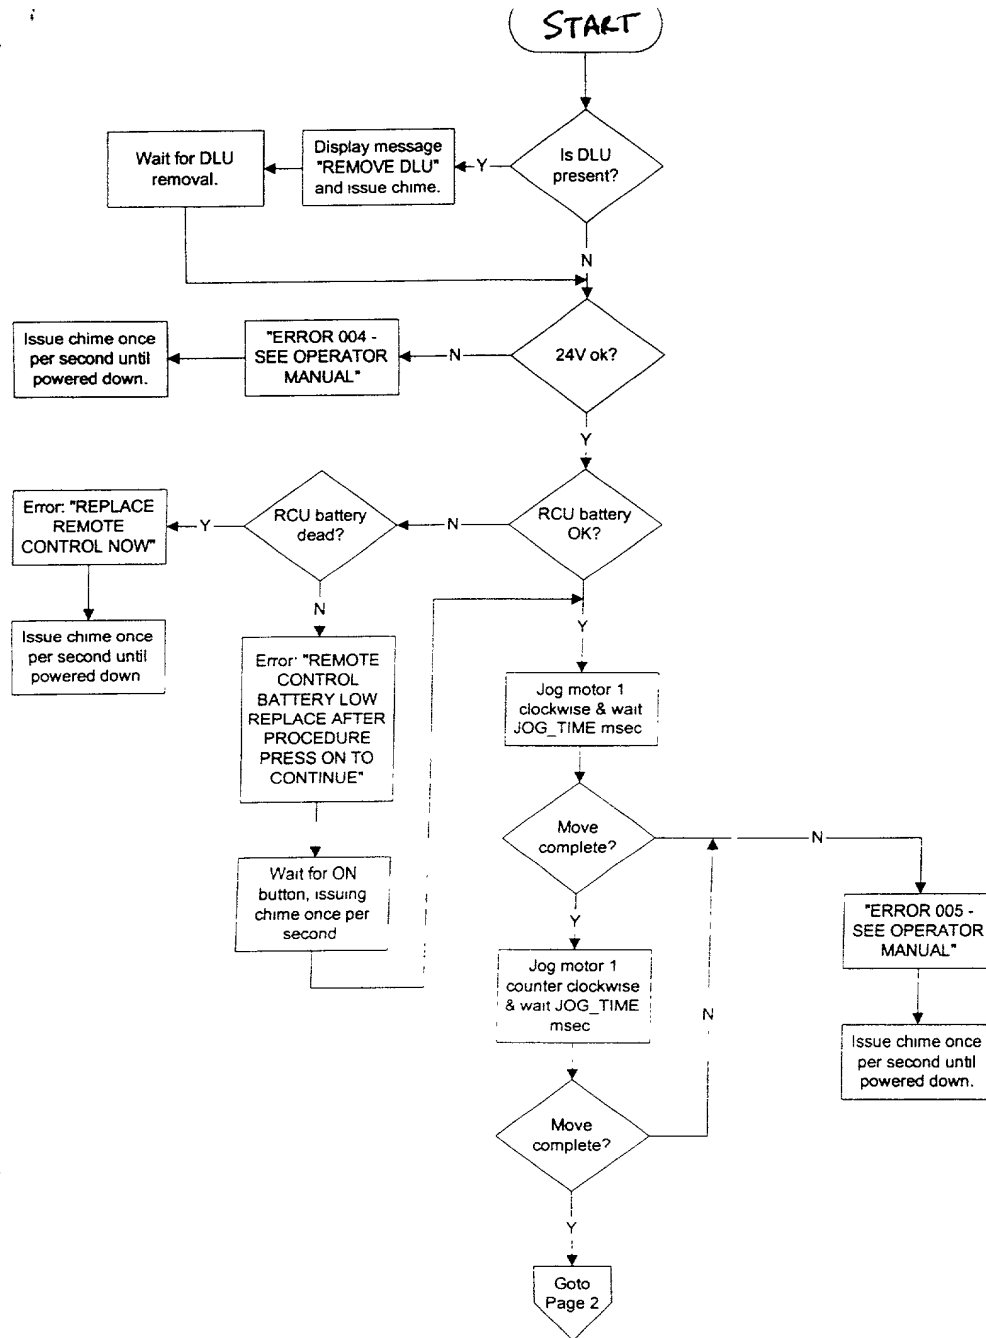 START
Is DLU
present?
Y
Display message
"REMOVE DLU"
and issue chime.
Wait for DLU
removal.
N
24V ok?
N
"ERROR 004 -
SEE OPERATOR
MANUAL"
Issue chime once
per second until
powered down.
Y
RCU battery
OK?
N
RCU battery
dead?
Y
Error: "REPLACE
REMOTE
CONTROL NOW"
Issue chime once
per second until
powered down
N
Error: "REMOTE
CONTROL
BATTERY LOW
REPLACE AFTER
PROCEDURE
PRESS ON TO
CONTINUE"
Wait for ON
button, issuing
chime once per
second
Y
Jog motor 1
clockwise & wait
JOG_TIME msec
Move
complete?
N
"ERROR 005 -
SEE OPERATOR
MANUAL"
Issue chime once
per second until
powered down.
Y
Jog motor 1
counter clockwise
& wait JOG_TIME
msec
N
Move
complete?
Y
Goto
Page 2